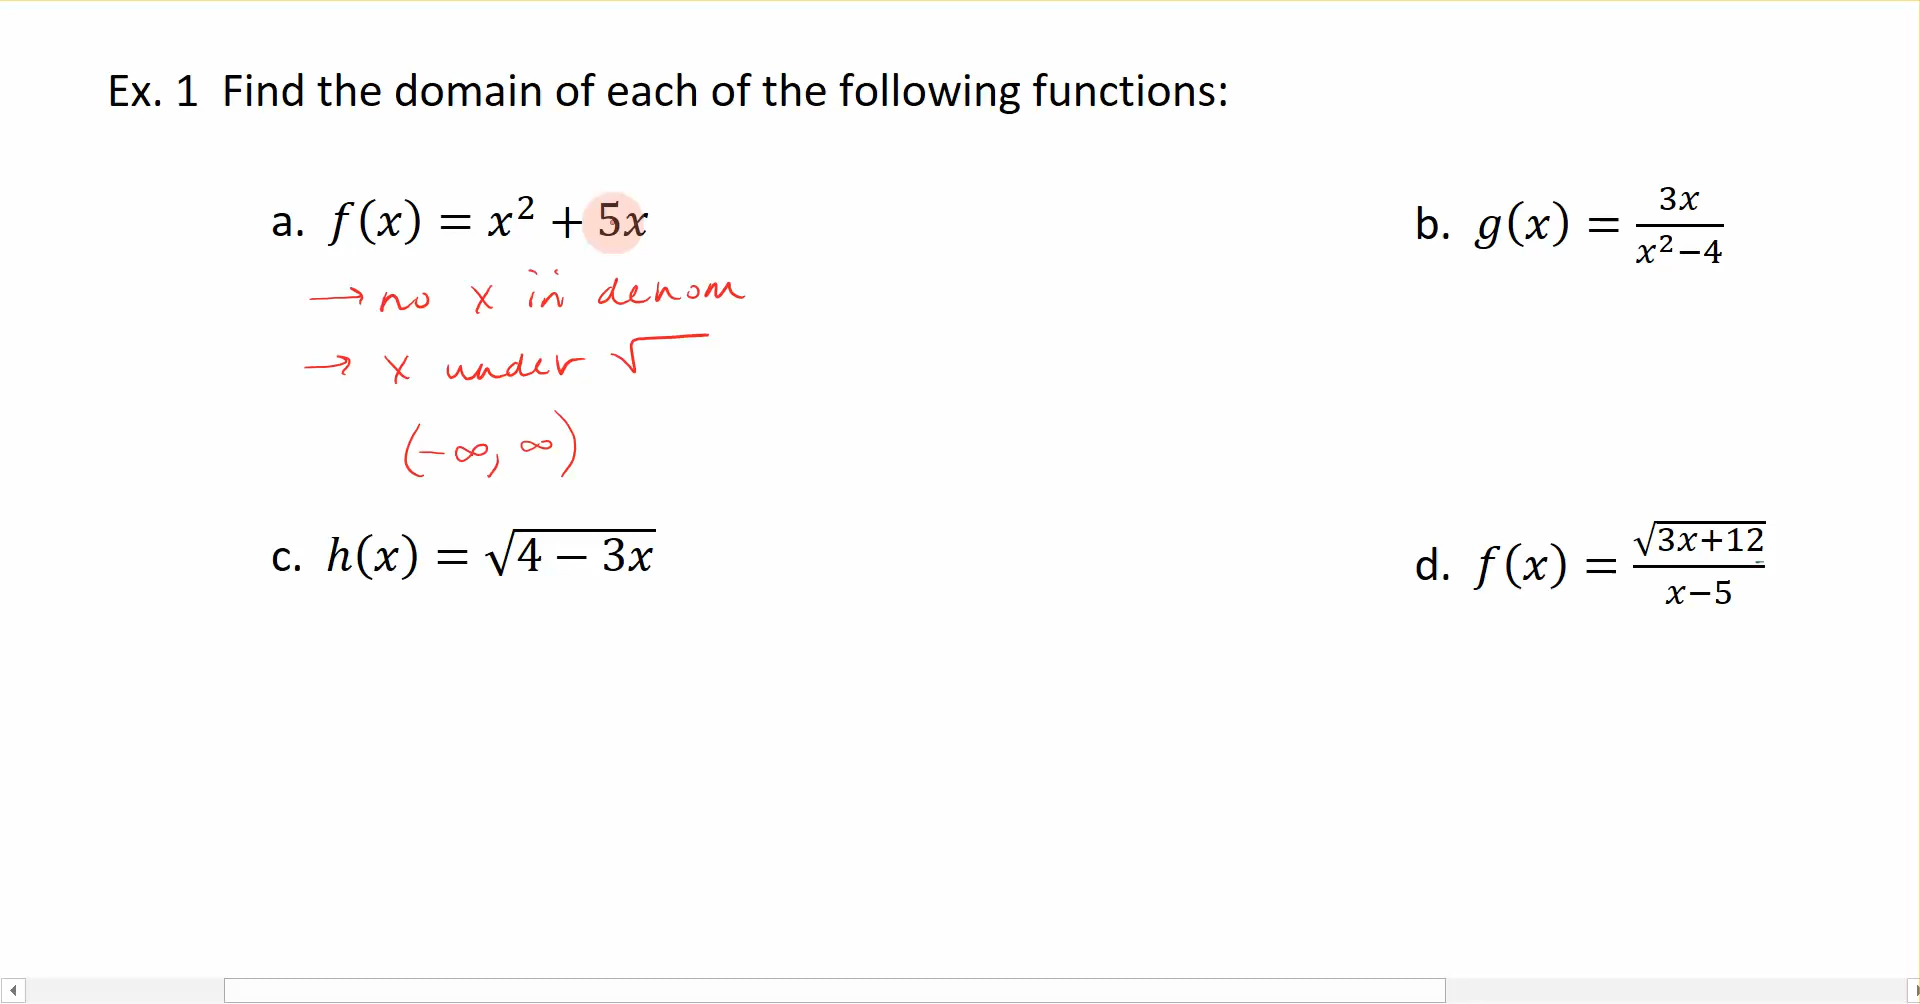 Ex. 1 Find the domain of each of the following functions:
a. f(x) = x² + 5x
→ no x in denom
→ x under √
(-∞, ∞)
b. g(x) = 3x/(x²−4)
c. h(x) = √(4 − 3x)
d. f(x) = √(3x+12)/(x−5)